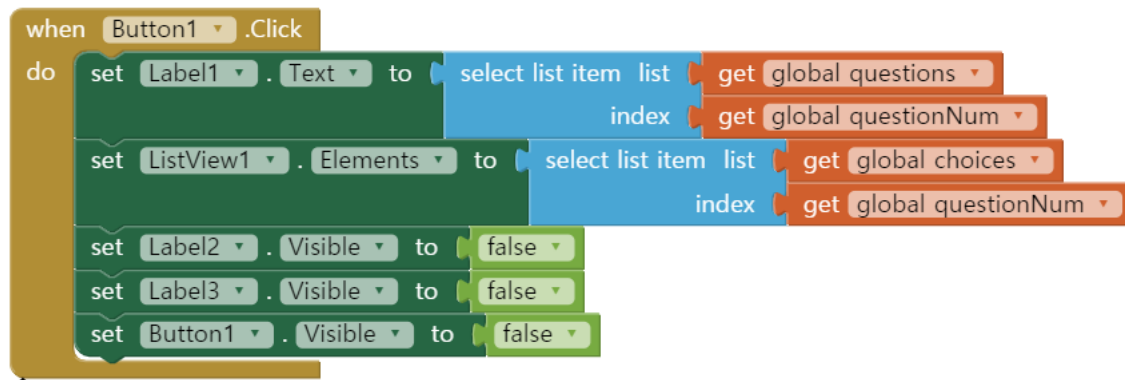 when Button1 .Click
do set Label1 . Text to select list item list get global questions
index get global questionNum
set ListView1 . Elements to select list item list get global choices
index get global questionNum
set Label2 . Visible to false
set Label3 . Visible to false
set Button1 . Visible to false